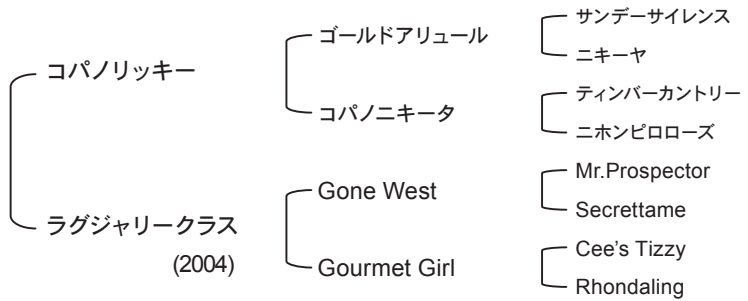 サンデーサイレンス
ゴールドアリュール
ニキーヤ
コパノリッキー
ティンバーカントリー
コパノニキータ
ニホンピロローズ
Mr.Prospector
Gone West
Secrettame
ラグジャリークラス
(2004)
Cee's Tizzy
Gourmet Girl
Rhondaling